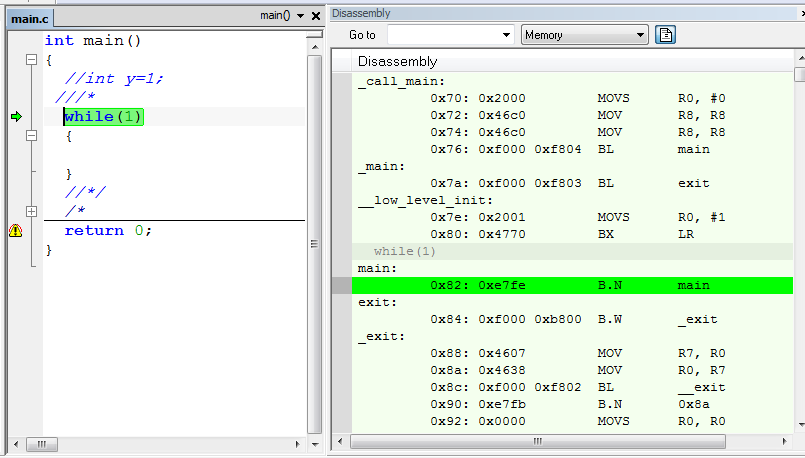 main.c
main()
int main()
{
//int y=1;
///*
while(1)
{
}
//*/
/*
return 0;
}
Disassembly
Go to
Memory
Disassembly
_call_main:
0x70: 0x2000 MOVS R0, #0
0x72: 0x46c0 MOV R8, R8
0x74: 0x46c0 MOV R8, R8
0x76: 0xf000 0xf804 BL main
_main:
0x7a: 0xf000 0xf803 BL exit
__low_level_init:
0x7e: 0x2001 MOVS R0, #1
0x80: 0x4770 BX LR
while(1)
main:
0x82: 0xe7fe B.N main
exit:
0x84: 0xf000 0xb800 B.W _exit
_exit:
0x88: 0x4607 MOV R7, R0
0x8a: 0x4638 MOV R0, R7
0x8c: 0xf000 0xf802 BL __exit
0x90: 0xe7fb B.N 0x8a
0x92: 0x0000 MOVS R0, R0